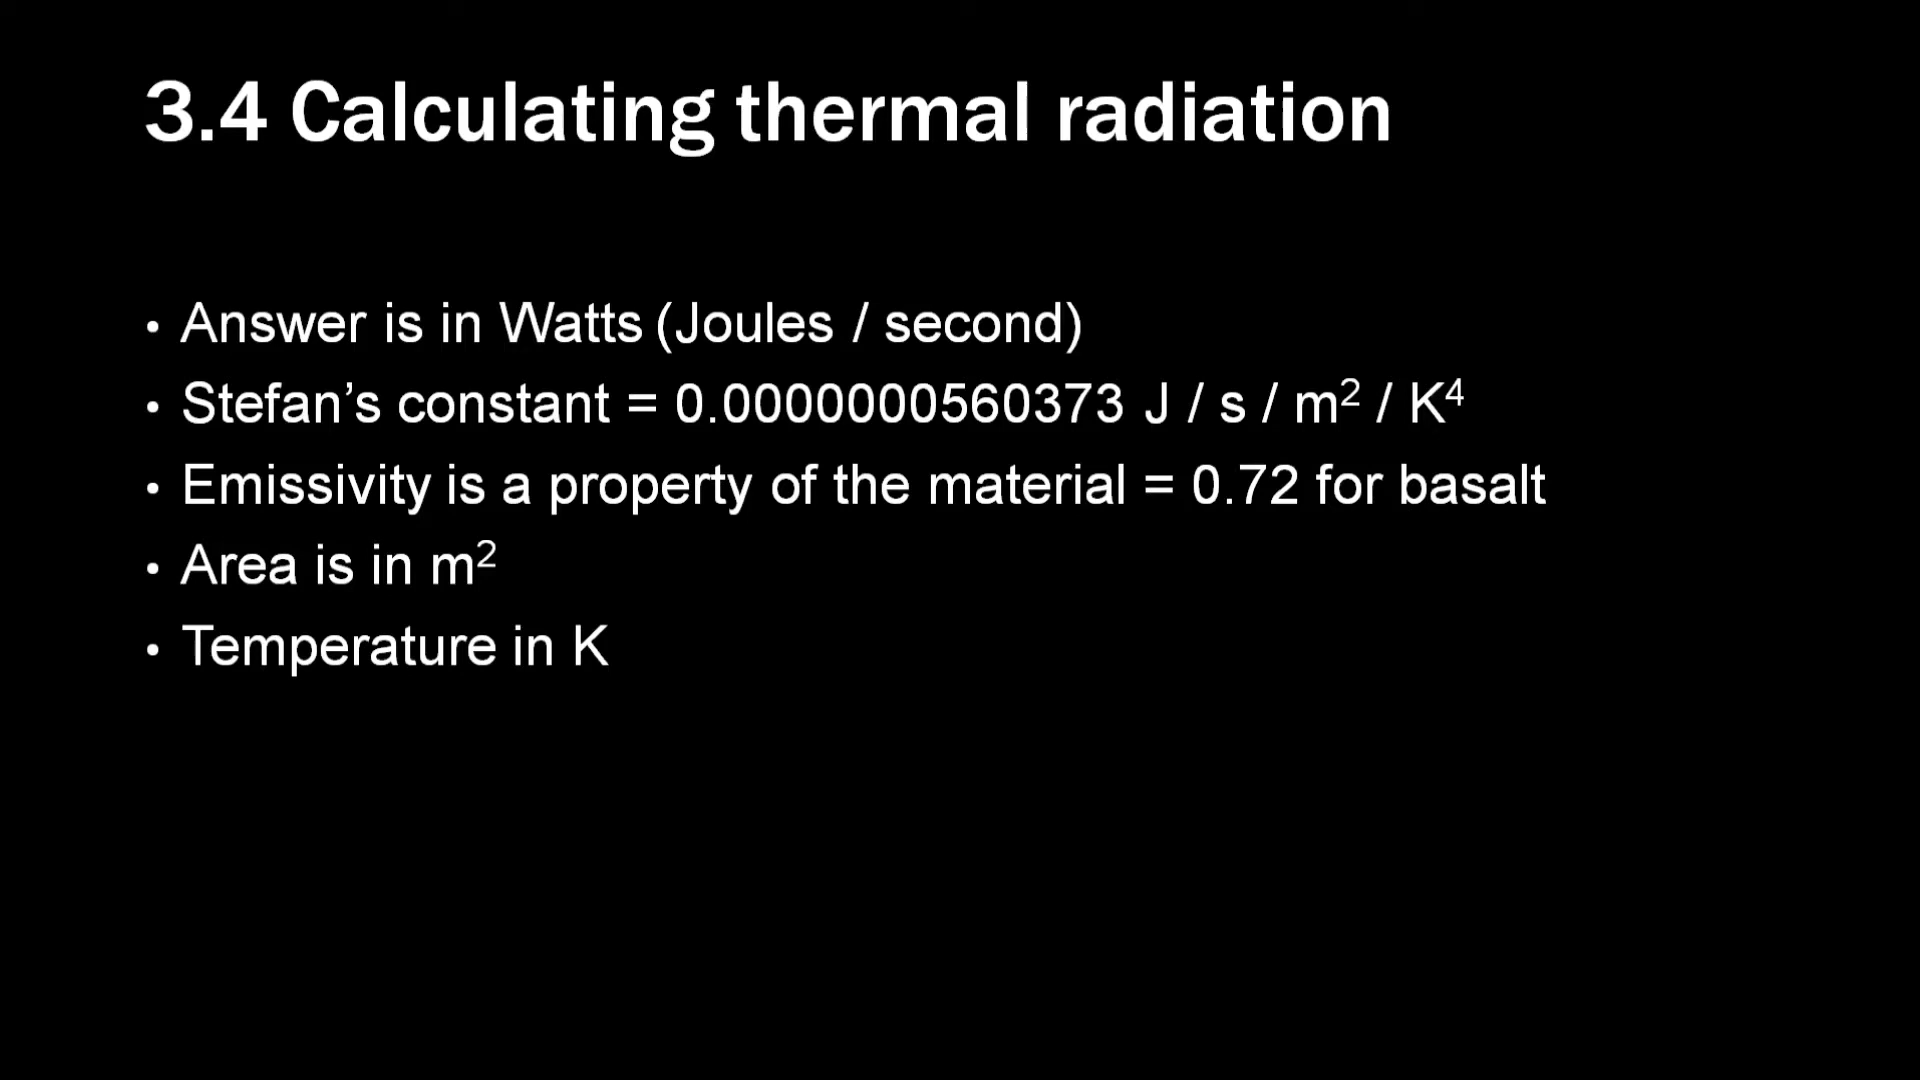 3.4 Calculating thermal radiation
• Answer is in Watts (Joules / second)
• Stefan’s constant = 0.0000000560373 J / s / m² / K⁴
• Emissivity is a property of the material = 0.72 for basalt
• Area is in m²
• Temperature in K